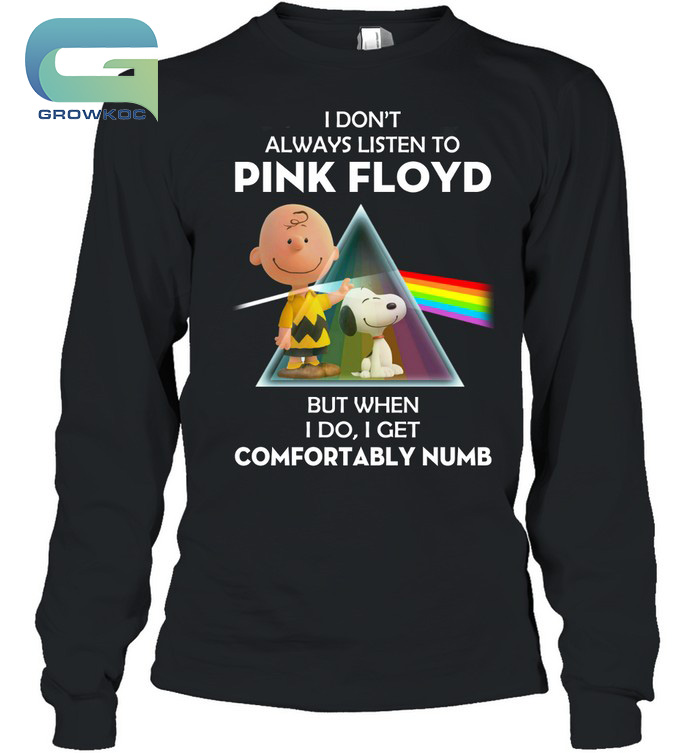 GROWKOC
I DON'T
ALWAYS LISTEN TO
PINK FLOYD
BUT WHEN
I DO, I GET
COMFORTABLY NUMB